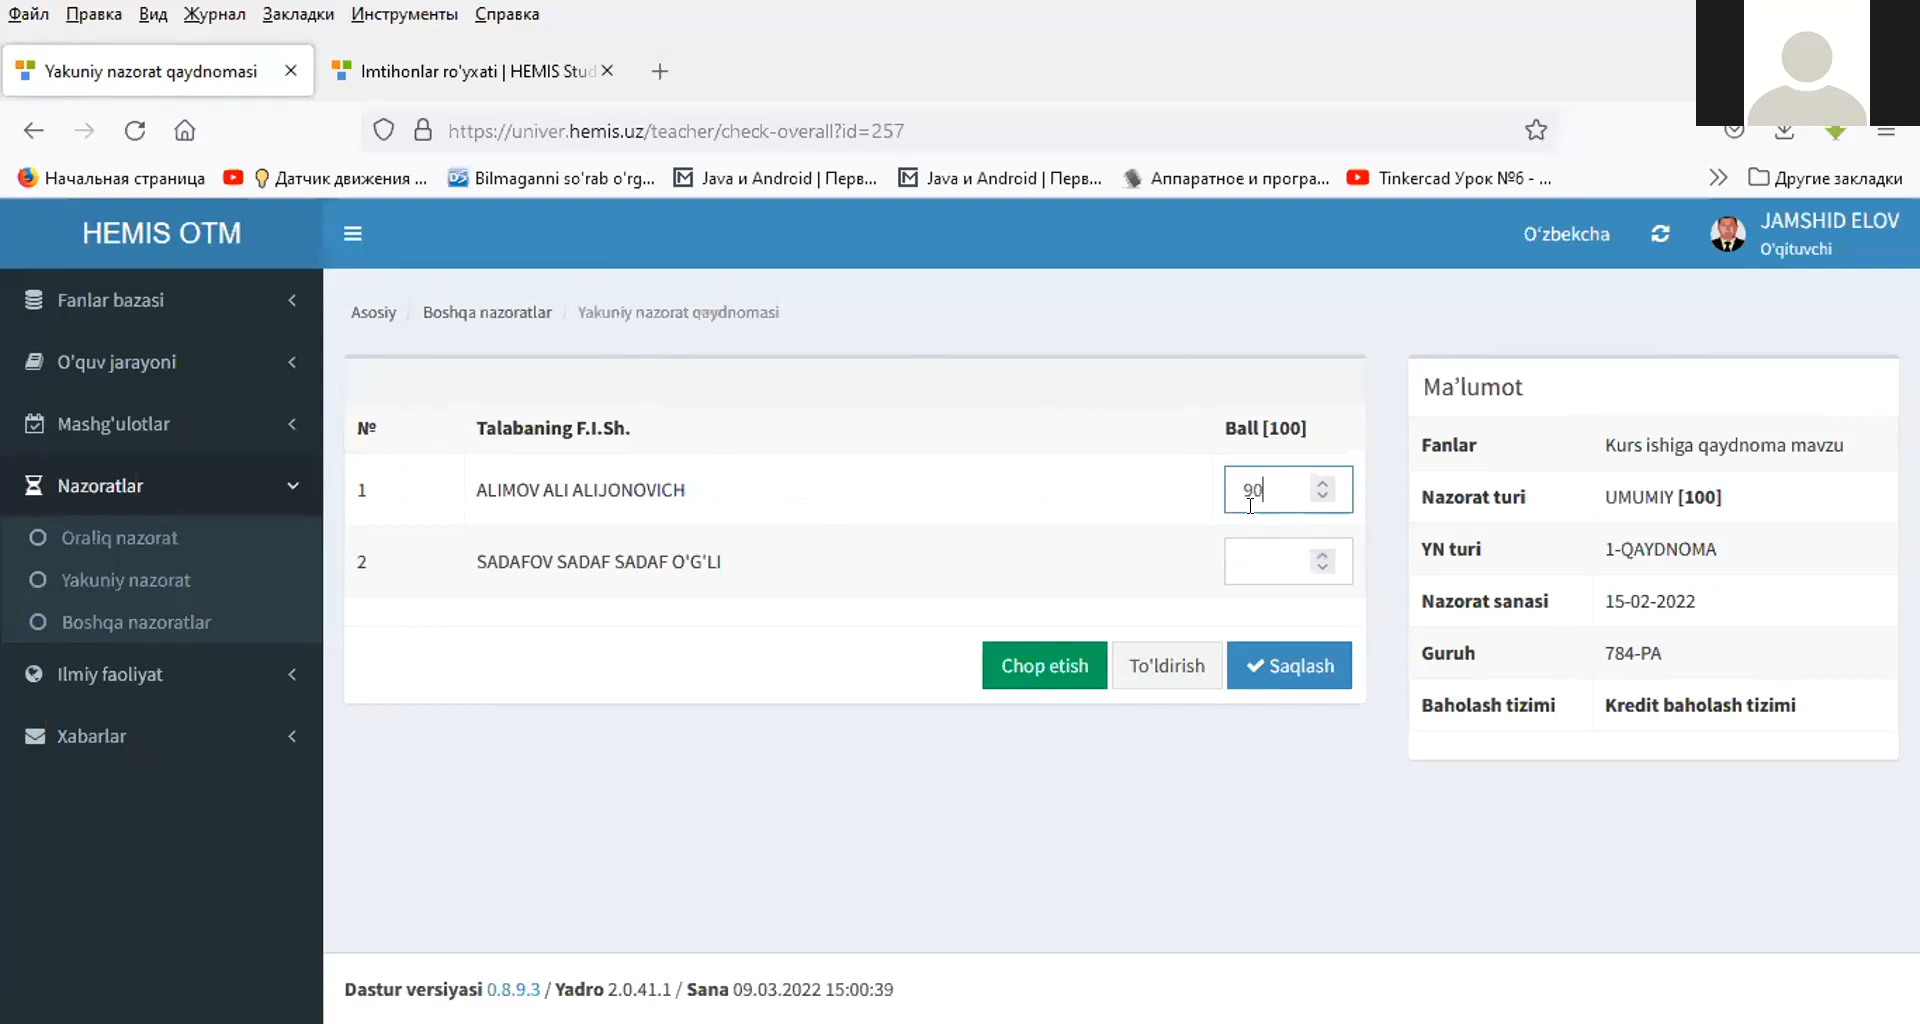 Файл Правка Вид Журнал Закладки Инструменты Справка
Yakuniy nazorat qaydnomasi
Imtihonlar ro'yxati | HEMIS Stud
https://univer.hemis.uz/teacher/check-overall?id=257
Начальная страница
Датчик движения ...
Bilmaganni so'rab o'rg...
Java и Android | Перв...
Java и Android | Перв...
Аппаратное и програ...
Tinkercad Урок №6 - ...
Другие закладки
HEMIS OTM
O'zbekcha
JAMSHID ELOV
O'qituvchi
Fanlar bazasi
O'quv jarayoni
Mashg'ulotlar
Nazoratlar
Oraliq nazorat
Yakuniy nazorat
Boshqa nazoratlar
Ilmiy faoliyat
Xabarlar
Asosiy / Boshqa nazoratlar / Yakuniy nazorat qaydnomasi
№ Talabaning F.I.Sh. Ball [100]
1 ALIMOV ALI ALIJONOVICH 90
2 SADAFOV SADAF SADAF O'G'LI
Chop etish To'ldirish Saqlash
Ma’lumot
Fanlar Kurs ishiga qaydnoma mavzu
Nazorat turi UMUMIY [100]
YN turi 1-QAYDNOMA
Nazorat sanasi 15-02-2022
Guruh 784-PA
Baholash tizimi Kredit baholash tizimi
Dastur versiyasi 0.8.9.3 / Yadro 2.0.41.1 / Sana 09.03.2022 15:00:39